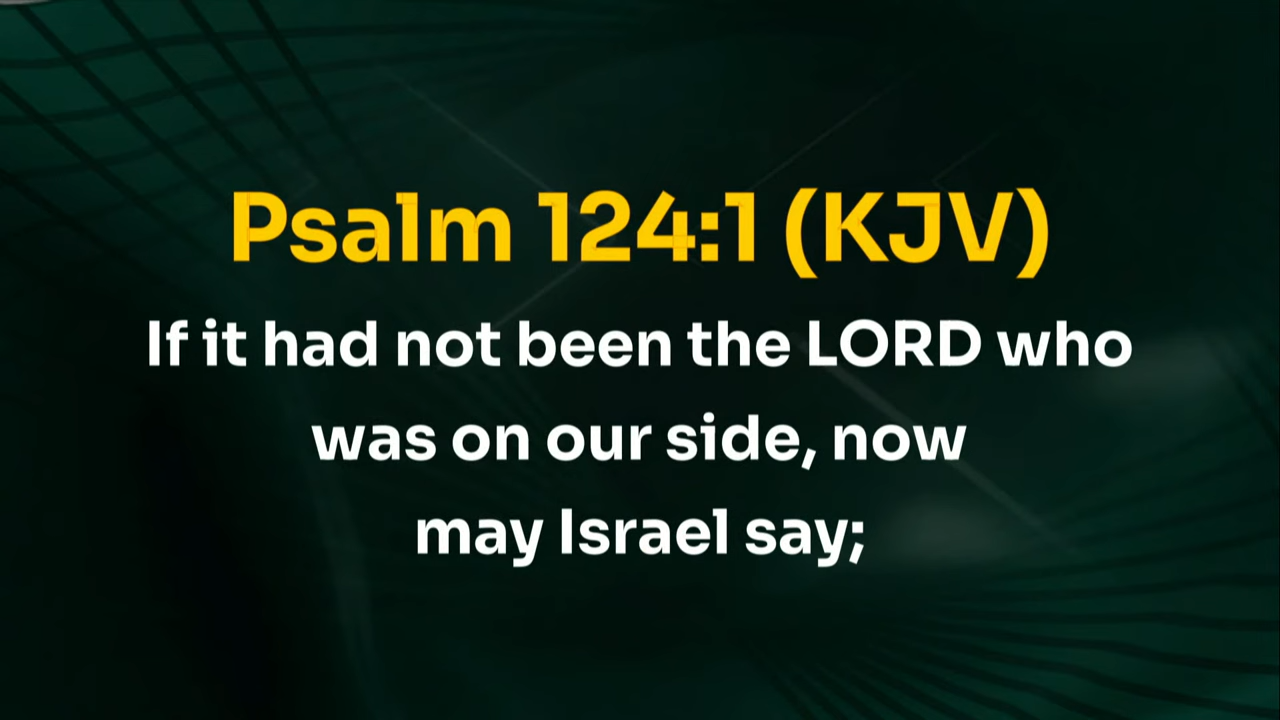 Psalm 124:1 (KJV)
If it had not been the LORD who
was on our side, now
may Israel say;